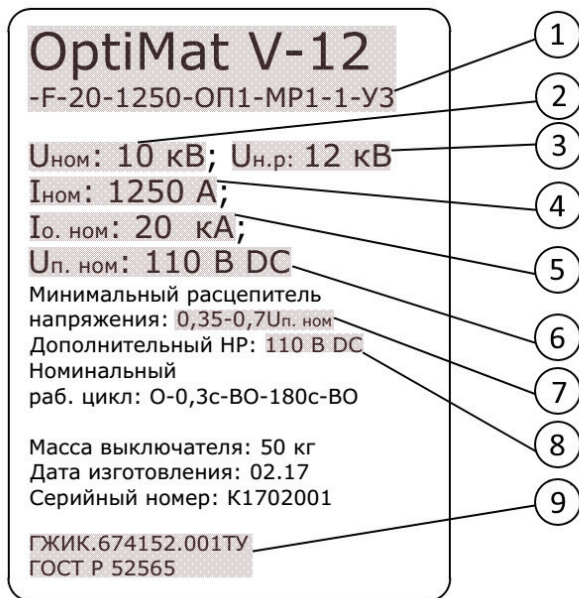 OptiMat V-12
-F-20-1250-ОП1-МР1-1-У3
Uном: 10 кВ; Uн.р: 12 кВ
Iном: 1250 А;
Iо. ном: 20 кА;
Uп. ном: 110 В DC
Минимальный расцепитель
напряжения: 0,35-0,7Uп. ном
Дополнительный НР: 110 В DC
Номинальный
раб. цикл: О-0,3с-ВО-180с-ВО
Масса выключателя: 50 кг
Дата изготовления: 02.17
Серийный номер: К1702001
ГЖИК.674152.001ТУ
ГОСТ Р 52565
1
2
3
4
5
6
7
8
9